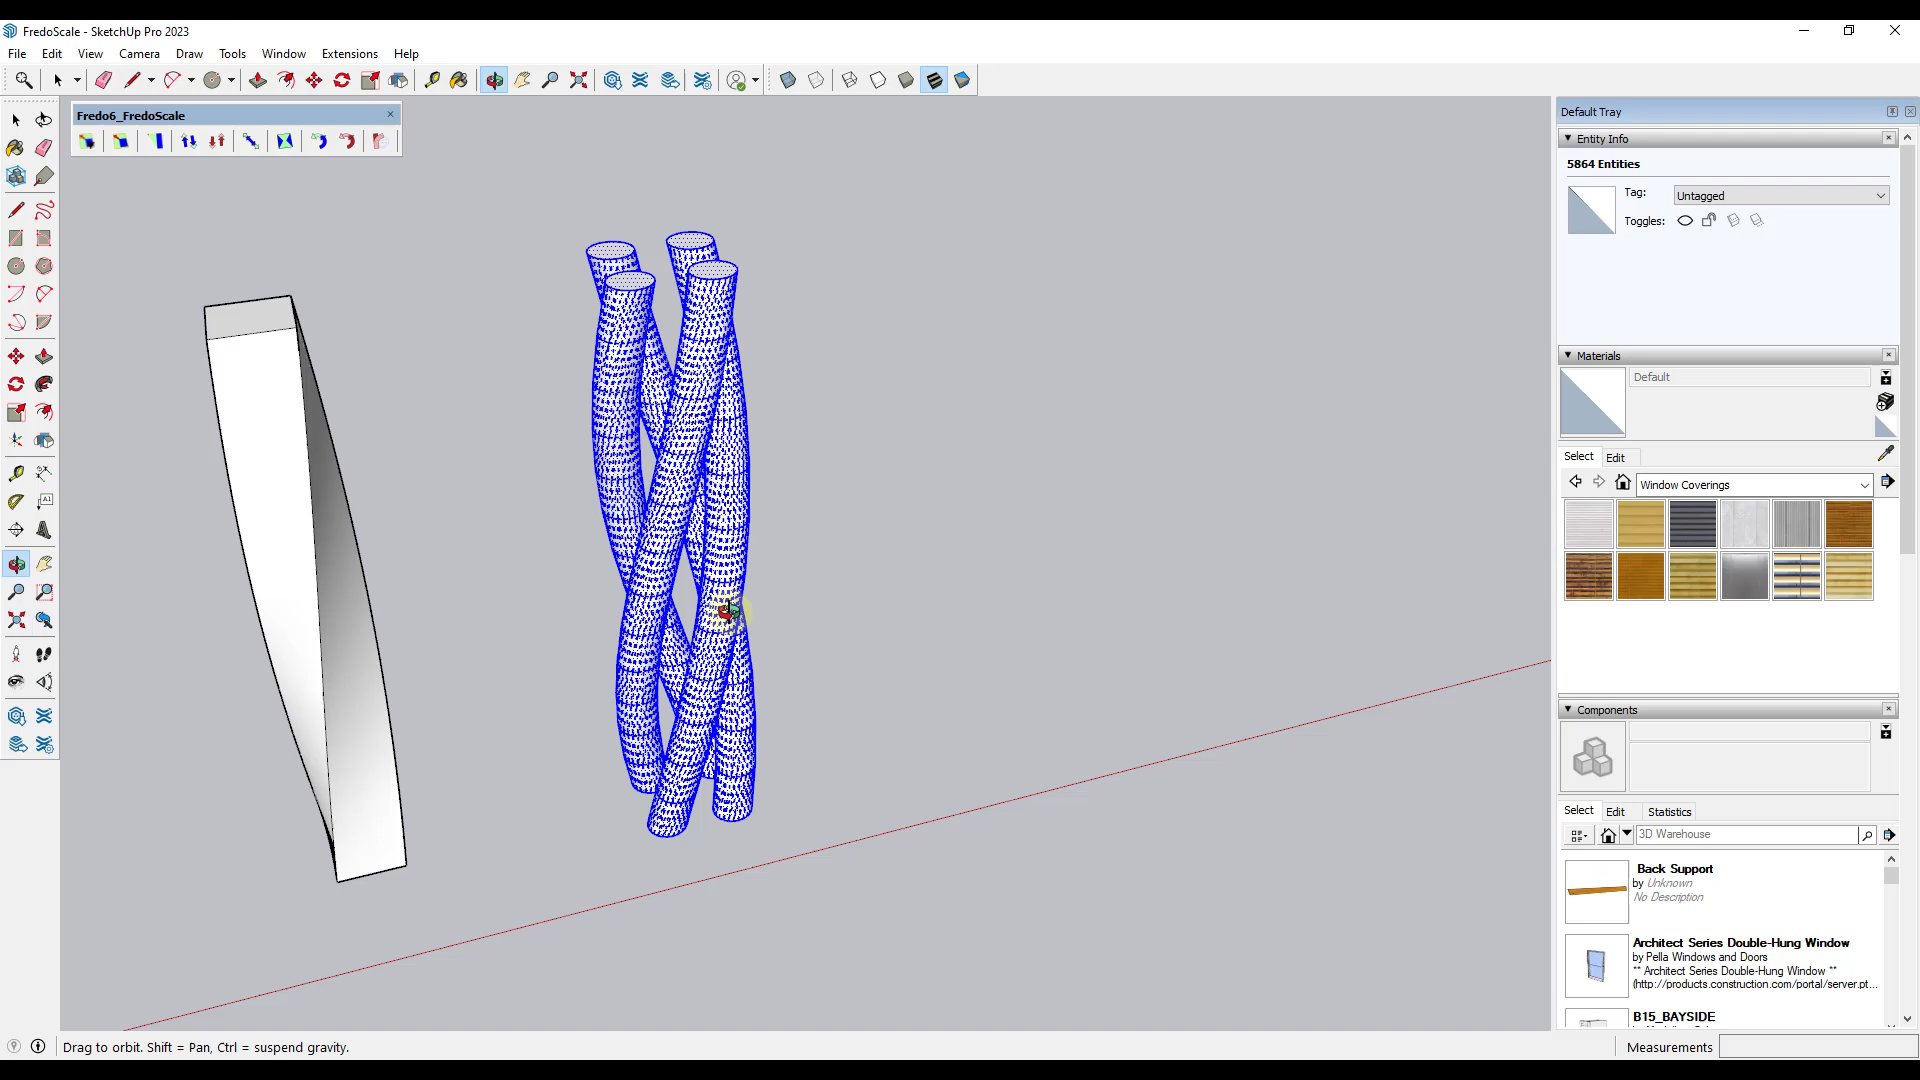 FredoScale - SketchUp Pro 2023
File Edit View Camera Draw Tools Window Extensions Help
Fredo6_FredoScale
Default Tray
Entity Info
5864 Entities
Tag: Untagged
Toggles:
Materials
Default
Select Edit
Window Coverings
Components
Select Edit Statistics
3D Warehouse
Back Support
by Unknown
No Description
Architect Series Double-Hung Window
by Pella Windows and Doors
** Architect Series Double-Hung Window **
(http://products.construction.com/portal/server.pt...
B15_BAYSIDE
Drag to orbit. Shift = Pan, Ctrl = suspend gravity.
Measurements